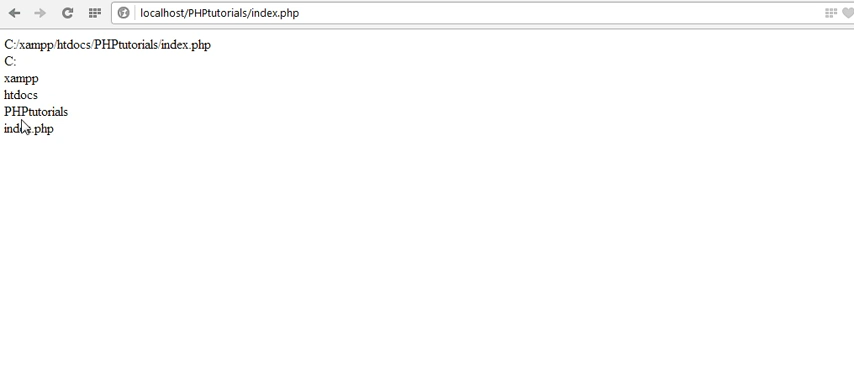 localhost/PHPtutorials/index.php
C:/xampp/htdocs/PHPtutorials/index.php
C:
xampp
htdocs
PHPtutorials
index.php